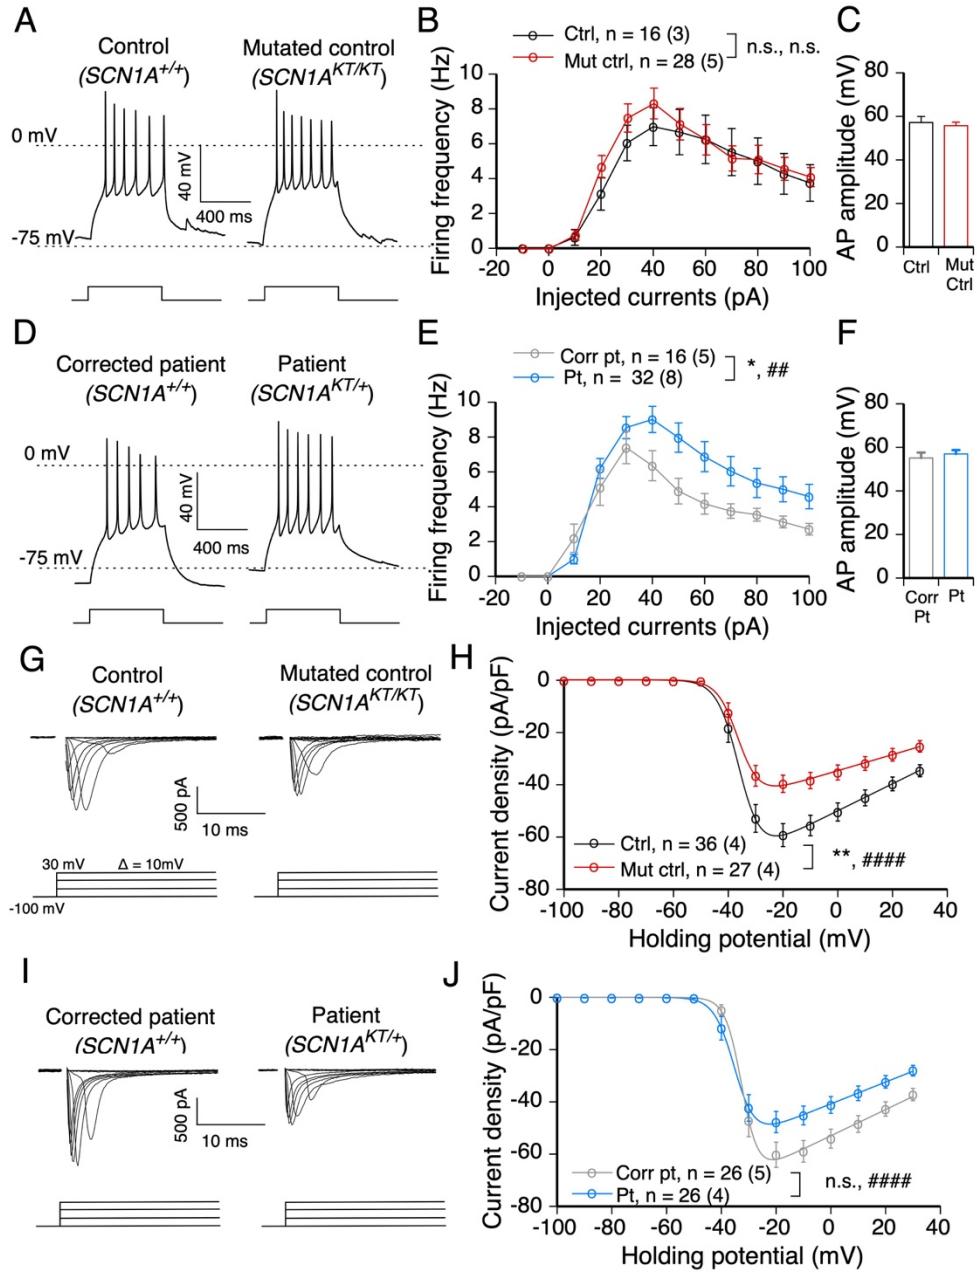 A
Control
(SCN1A+/+)
Mutated control
(SCN1AKT/KT)
0 mV
40 mV
400 ms
-75 mV
B
Ctrl, n = 16 (3)
Mut ctrl, n = 28 (5)
n.s., n.s.
Firing frequency (Hz)
10
8
6
4
2
0
-20 0 20 40 60 80 100
Injected currents (pA)
C
AP amplitude (mV)
80
60
40
20
0
Ctrl Mut
Ctrl
D
Corrected patient
(SCN1A+/+)
Patient
(SCN1AKT/+)
0 mV
40 mV
400 ms
-75 mV
E
Corr pt, n = 16 (5)
Pt, n = 32 (8)
*, ##
Firing frequency (Hz)
10
8
6
4
2
0
-20 0 20 40 60 80 100
Injected currents (pA)
F
AP amplitude (mV)
80
60
40
20
0
Corr Pt
Pt
G
Control
(SCN1A+/+)
Mutated control
(SCN1AKT/KT)
500 pA
10 ms
30 mV Δ = 10mV
-100 mV
H
Current density (pA/pF)
0
-20
-40
-60
-80
Ctrl, n = 36 (4)
Mut ctrl, n = 27 (4)
**, ####
-100 -80 -60 -40 -20 0 20 40
Holding potential (mV)
I
Corrected patient
(SCN1A+/+)
Patient
(SCN1AKT/+)
500 pA
10 ms
J
Current density (pA/pF)
0
-20
-40
-60
-80
Corr pt, n = 26 (5)
Pt, n = 26 (4)
n.s., ####
-100 -80 -60 -40 -20 0 20 40
Holding potential (mV)